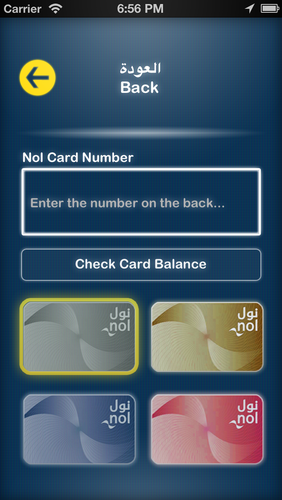 Carrier 6:56 PM
العودة
Back
Nol Card Number
Enter the number on the back...
Check Card Balance
نول
nol
نول
nol
نول
nol
نول
nol